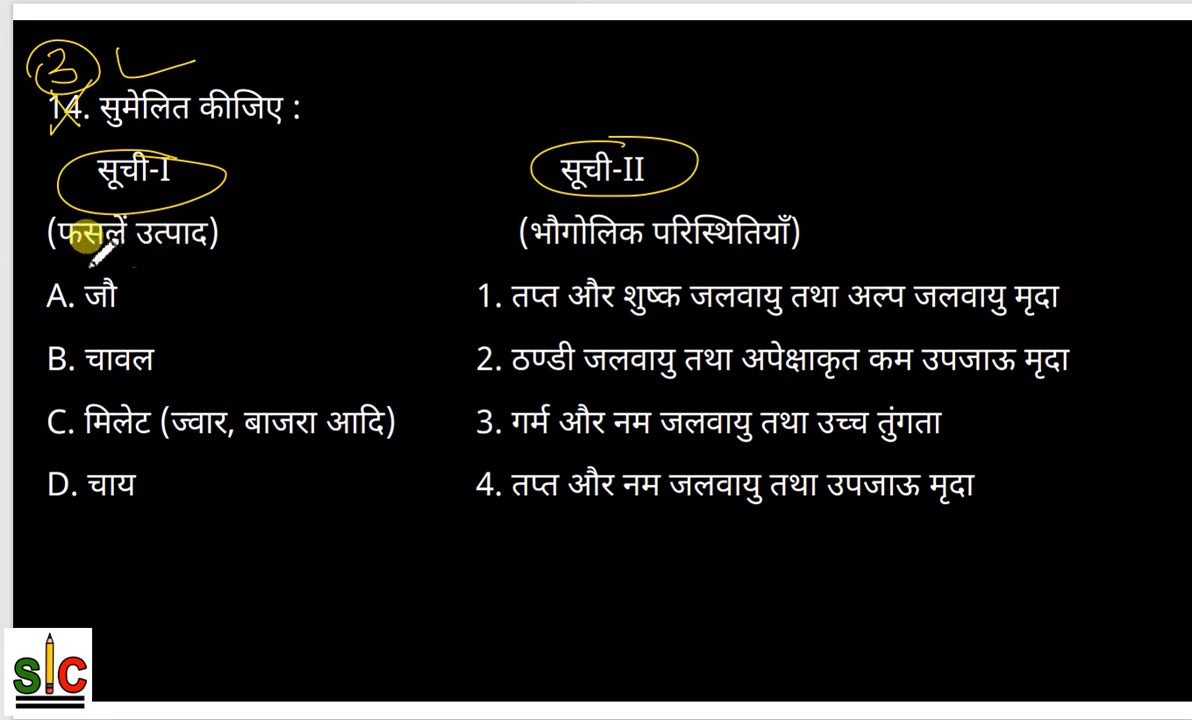 3
14. सुमेलित कीजिए :
सूची-I सूची-II
(फसलें उत्पाद) (भौगोलिक परिस्थितियाँ)
A. जौ 1. तप्त और शुष्क जलवायु तथा अल्प जलवायु मृदा
B. चावल 2. ठण्डी जलवायु तथा अपेक्षाकृत कम उपजाऊ मृदा
C. मिलेट (ज्वार, बाजरा आदि) 3. गर्म और नम जलवायु तथा उच्च तुंगता
D. चाय 4. तप्त और नम जलवायु तथा उपजाऊ मृदा
SIC